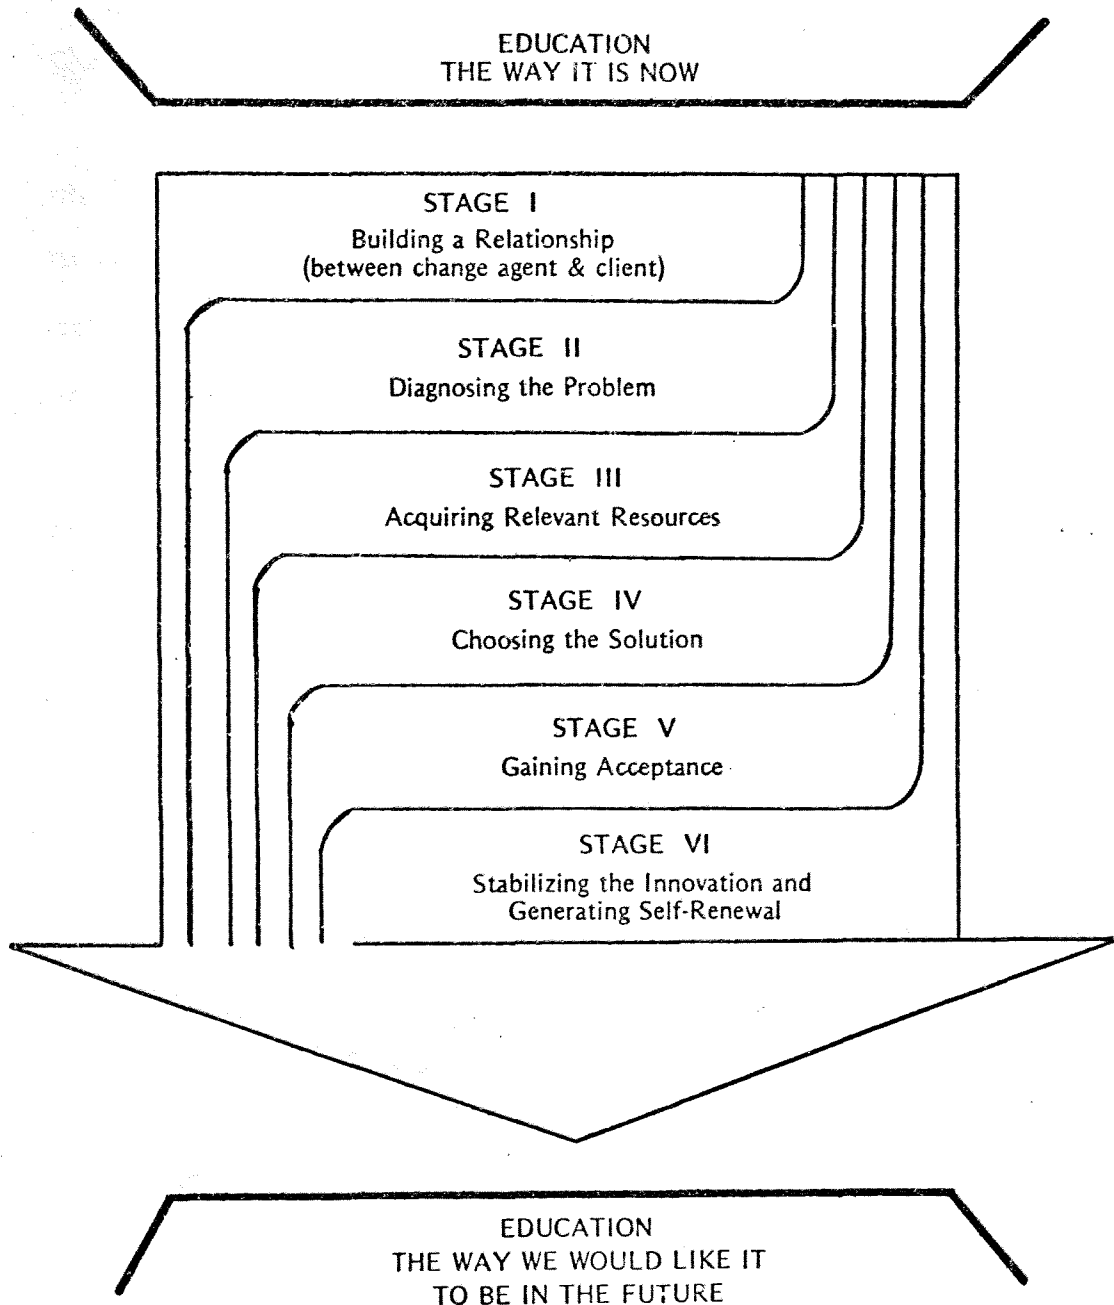 EDUCATION
THE WAY IT IS NOW
STAGE I
Building a Relationship
(between change agent & client)
STAGE II
Diagnosing the Problem
STAGE III
Acquiring Relevant Resources
STAGE IV
Choosing the Solution
STAGE V
Gaining Acceptance
STAGE VI
Stabilizing the Innovation and
Generating Self-Renewal
EDUCATION
THE WAY WE WOULD LIKE IT
TO BE IN THE FUTURE